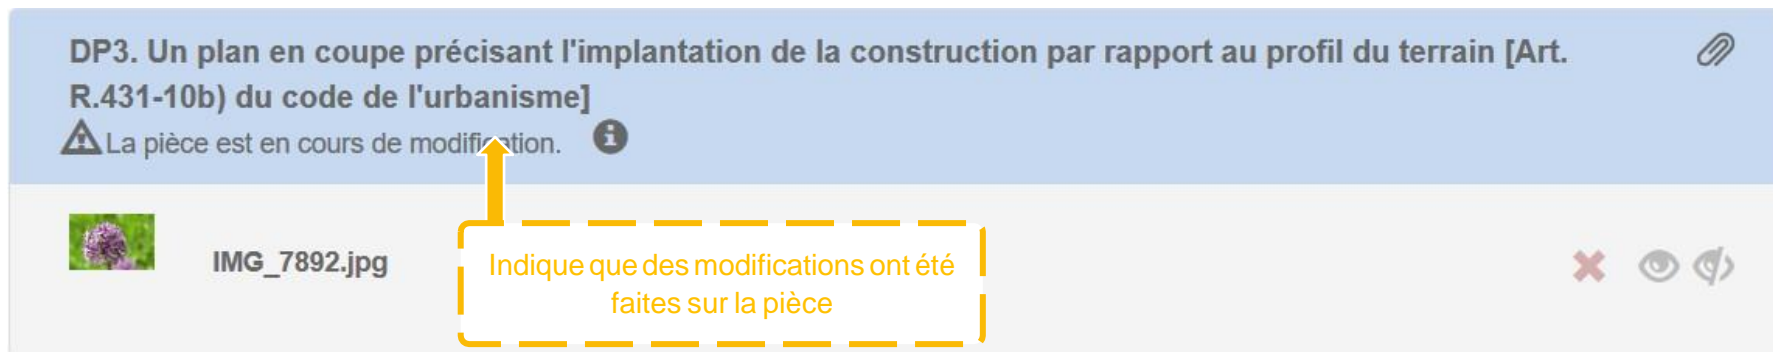 DP3. Un plan en coupe précisant l'implantation de la construction par rapport au profil du terrain [Art.
R.431-10b) du code de l'urbanisme]
La pièce est en cours de modification.
IMG_7892.jpg
Indique que des modifications ont été
faites sur la pièce